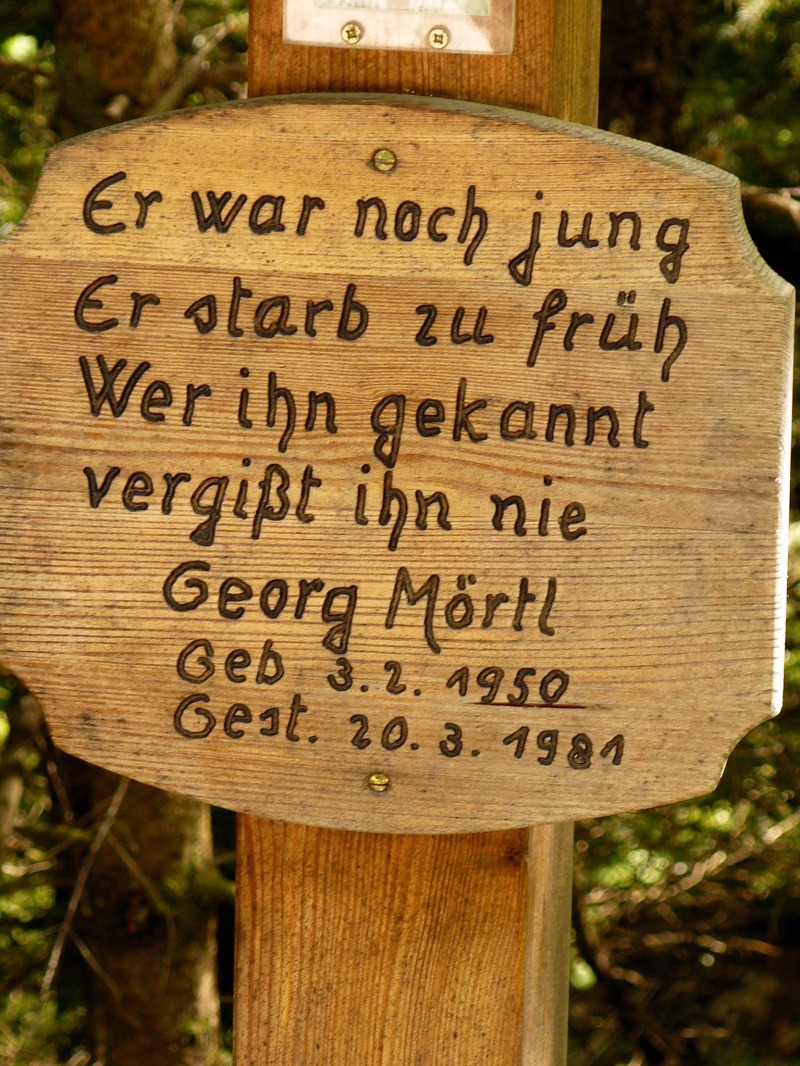 Er war noch jung
Er starb zu früh
Wer ihn gekannt
vergißt ihn nie
Georg Mörtl
Geb 3.2. 1950
Gest. 20.3. 1981